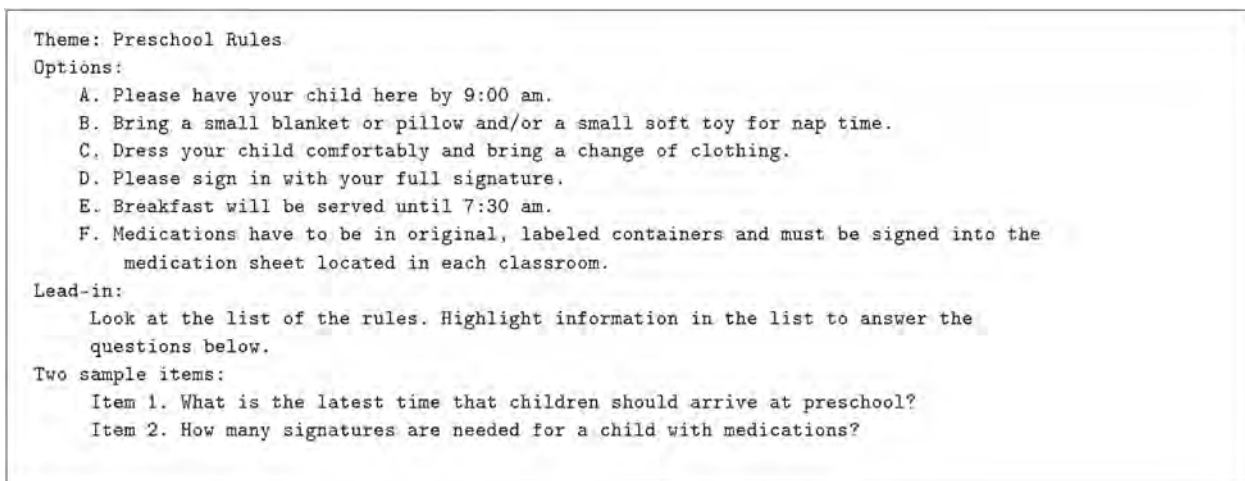 Theme: Preschool Rules
Options:
A. Please have your child here by 9:00 am.
B. Bring a small blanket or pillow and/or a small soft toy for nap time.
C. Dress your child comfortably and bring a change of clothing.
D. Please sign in with your full signature.
E. Breakfast will be served until 7:30 am.
F. Medications have to be in original, labeled containers and must be signed into the
medication sheet located in each classroom.
Lead-in:
Look at the list of the rules. Highlight information in the list to answer the
questions below.
Two sample items:
Item 1. What is the latest time that children should arrive at preschool?
Item 2. How many signatures are needed for a child with medications?